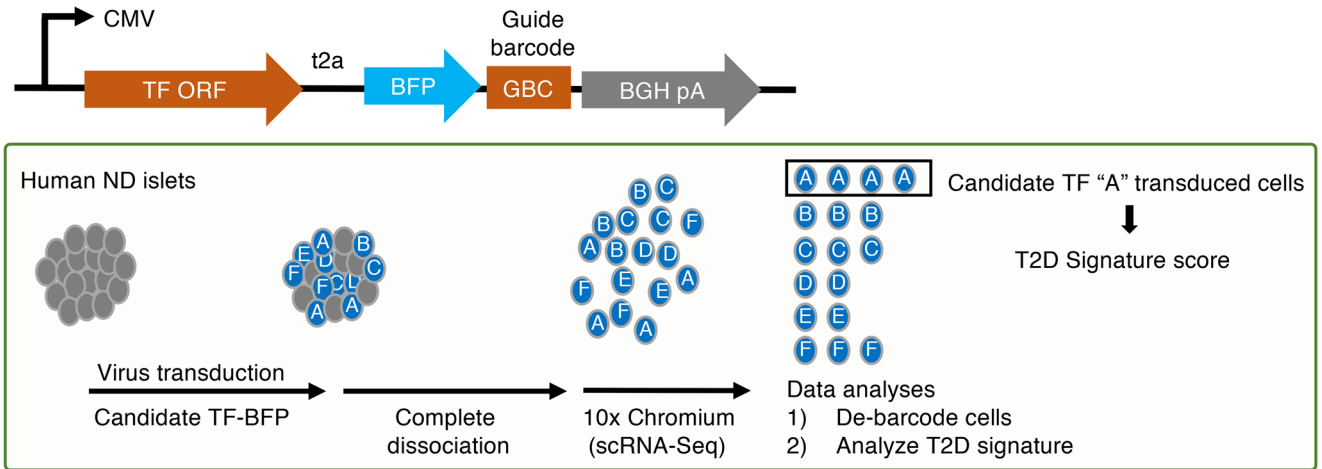 CMV
Guide
barcode
t2a
TF ORF
BFP
GBC
BGH pA
Human ND islets
A
B
E
D
C
F
F
C
A
A
B
C
B
C
C
F
A
B
D
D
F
E
E
A
A
F
A
A A A A
B B B
C C C
D D
E E
F F F
Candidate TF “A” transduced cells
T2D Signature score
Virus transduction
Candidate TF-BFP
Complete
dissociation
10x Chromium
(scRNA-Seq)
Data analyses
1) De-barcode cells
2) Analyze T2D signature